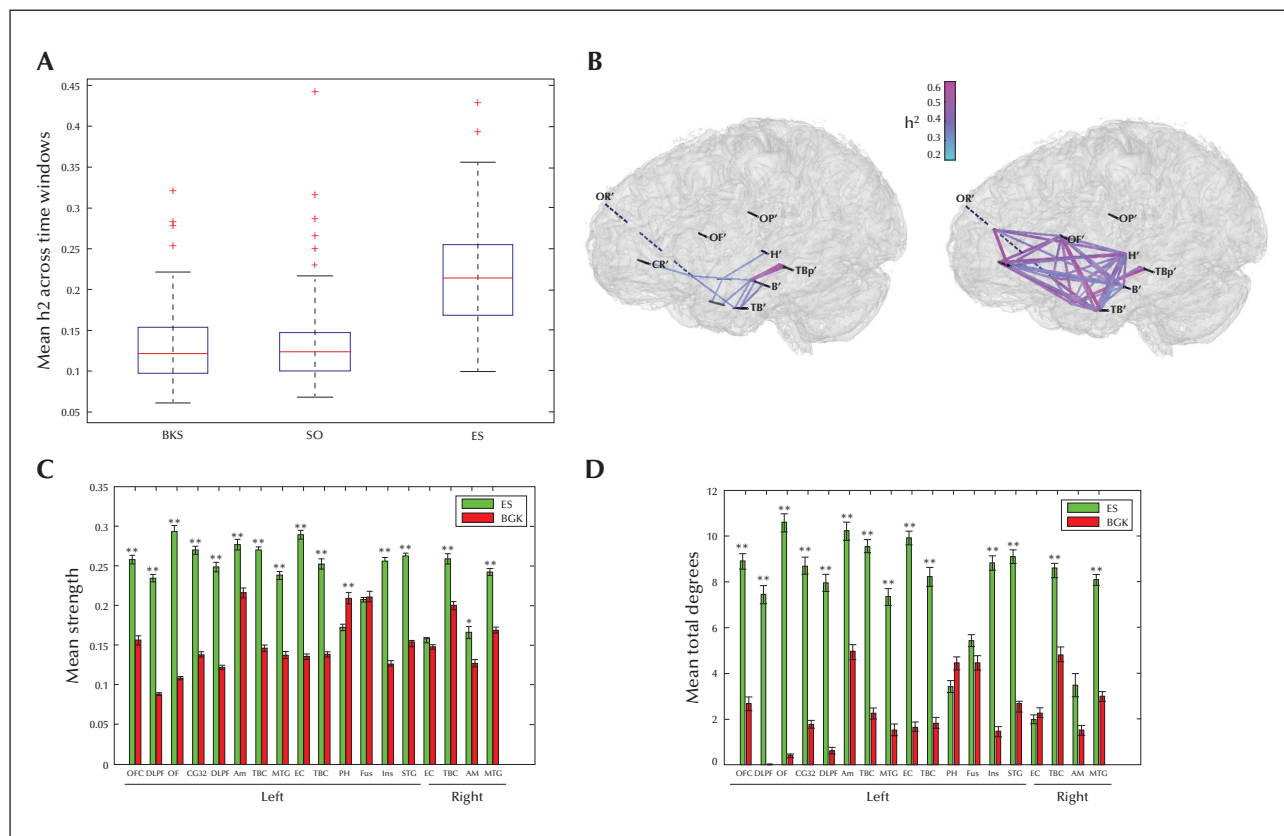 A
Mean h2 across time windows
0.45
0.4
0.35
0.3
0.25
0.2
0.15
0.1
0.05
BKS SO ES
B
h2
0.6
0.5
0.4
0.3
0.2
OR'
OP'
OF'
H'
CR'
TBp'
B'
TB'
OR'
OP'
OF'
H'
TBp'
B'
TB'
C
Mean strength
0.35
0.3
0.25
0.2
0.15
0.1
0.05
0
ES
BGK
** ** ** ** ** ** ** ** ** ** ** ** ** ** * **
OFC DLPF OF CG32 DLPF Am TBC MTG EC TBC PH Fus Ins STG EC TBC AM MTG
Left Right
D
Mean total degrees
12
10
8
6
4
2
0
ES
BGK
** ** ** ** ** ** ** ** ** ** ** ** ** **
OFC DLPF OF CG32 DLPF Am TBC MTG EC TBC PH Fus Ins STG EC TBC AM MTG
Left Right